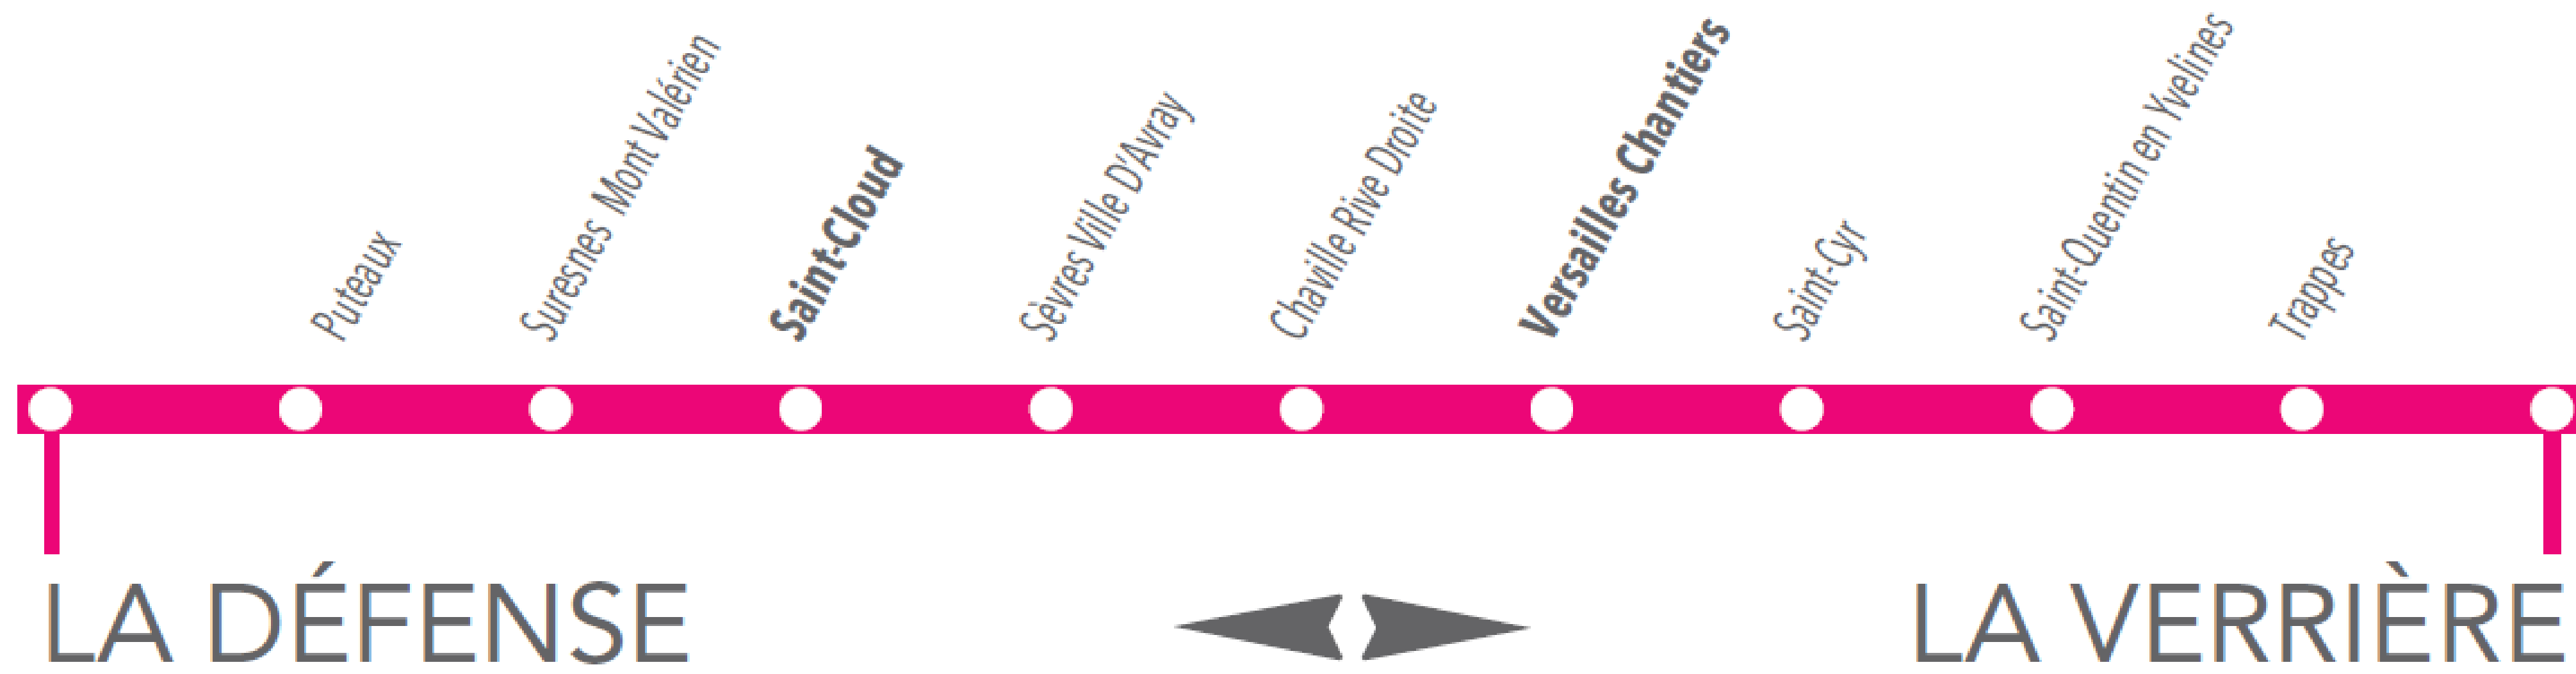 Puteaux
Suresnes Mont Valérien
Saint-Cloud
Sèvres Ville D'Avray
Chaville Rive Droite
Versailles Chantiers
Saint-Cyr
Saint-Quentin en Yvelines
Trappes
LA DÉFENSE
LA VERRIÈRE